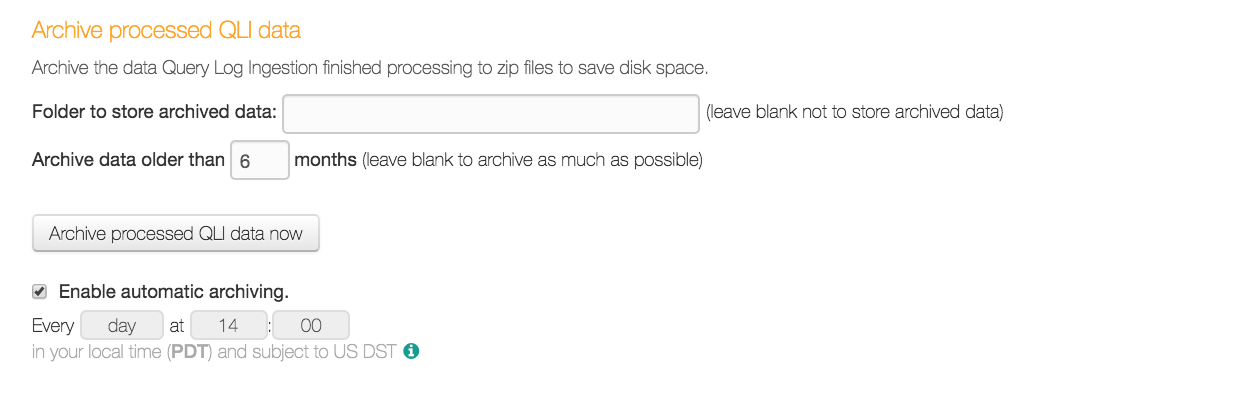 Archive processed QLI data
Archive the data Query Log Ingestion finished processing to zip files to save disk space.
Folder to store archived data: (leave blank not to store archived data)
Archive data older than 6 months (leave blank to archive as much as possible)
Archive processed QLI data now
Enable automatic archiving.
Every day at 14 : 00
in your local time (PDT) and subject to US DST